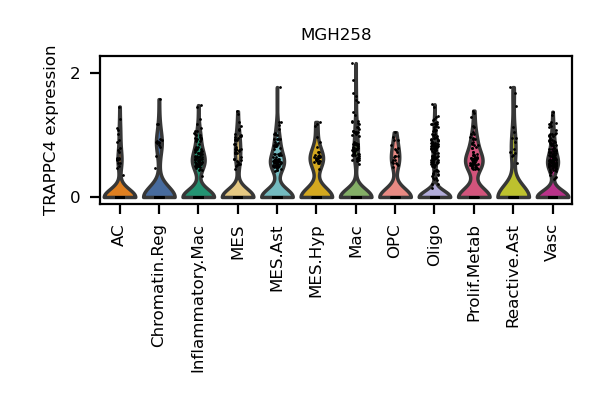 MGH258
TRAPPC4 expression
2
0
AC
Chromatin.Reg
Inflammatory.Mac
MES
MES.Ast
MES.Hyp
Mac
OPC
Oligo
Prolif.Metab
Reactive.Ast
Vasc